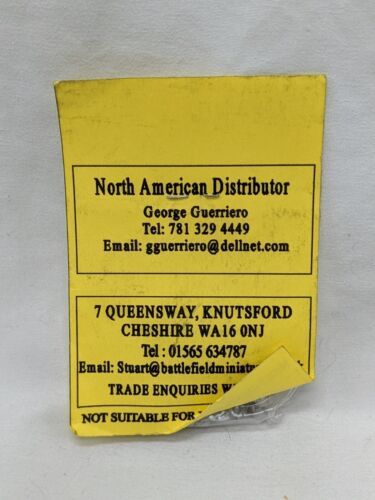 North American Distributor
George Guerriero
Tel: 781 329 4449
Email: gguerriero@dellnet.com
7 QUEENSWAY, KNUTSFORD
CHESHIRE WA16 0NJ
Tel : 01565 634787
Email: Stuart@battlefieldminiat
TRADE ENQUIRIES W
NOT SUITABLE FOR